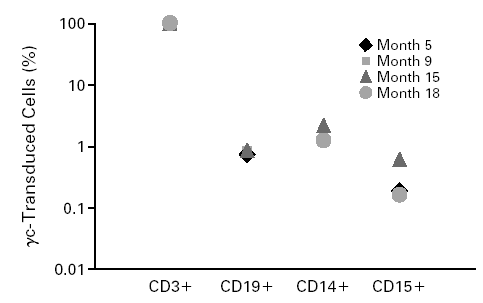 100
10
1
0.1
0.01
γc-Transduced Cells (%)
Month 5
Month 9
Month 15
Month 18
CD3+ CD19+ CD14+ CD15+